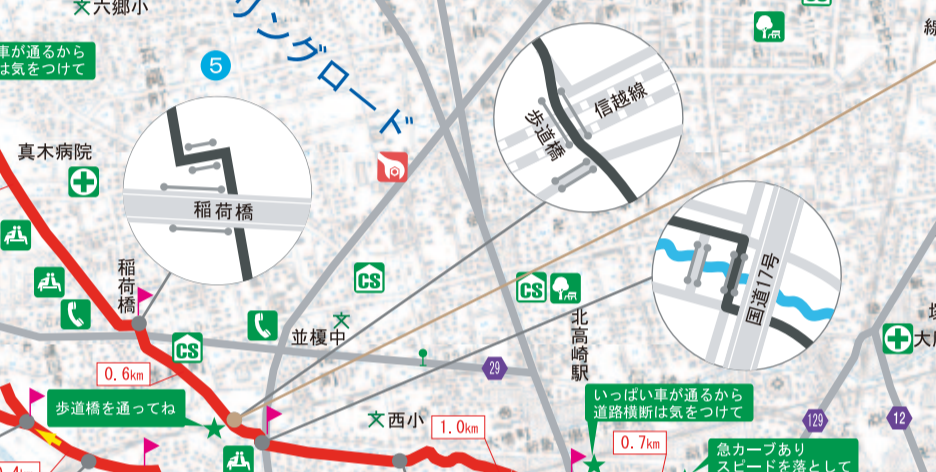 六郷小
リングロード
車が通るから
は気をつけて
5
真木病院
稲荷橋
信越線
歩道橋
国道17号
稲荷橋
CS
CS
CS
CS
並榎中
29
北高崎駅
大
0.6km
歩道橋を通ってね
西小
1.0km
いっぱい車が通るから
道路横断は気をつけて
0.7km
129
12
急カーブあり
スピードを落として